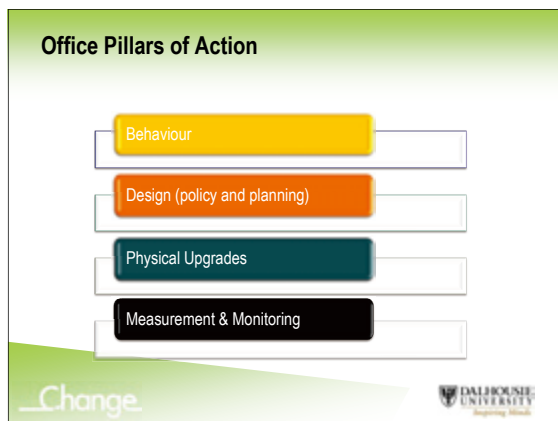 Office Pillars of Action
Behaviour
Design (policy and planning)
Physical Upgrades
Measurement & Monitoring
Change
DALHOUSIE
UNIVERSITY
Inspiring Minds